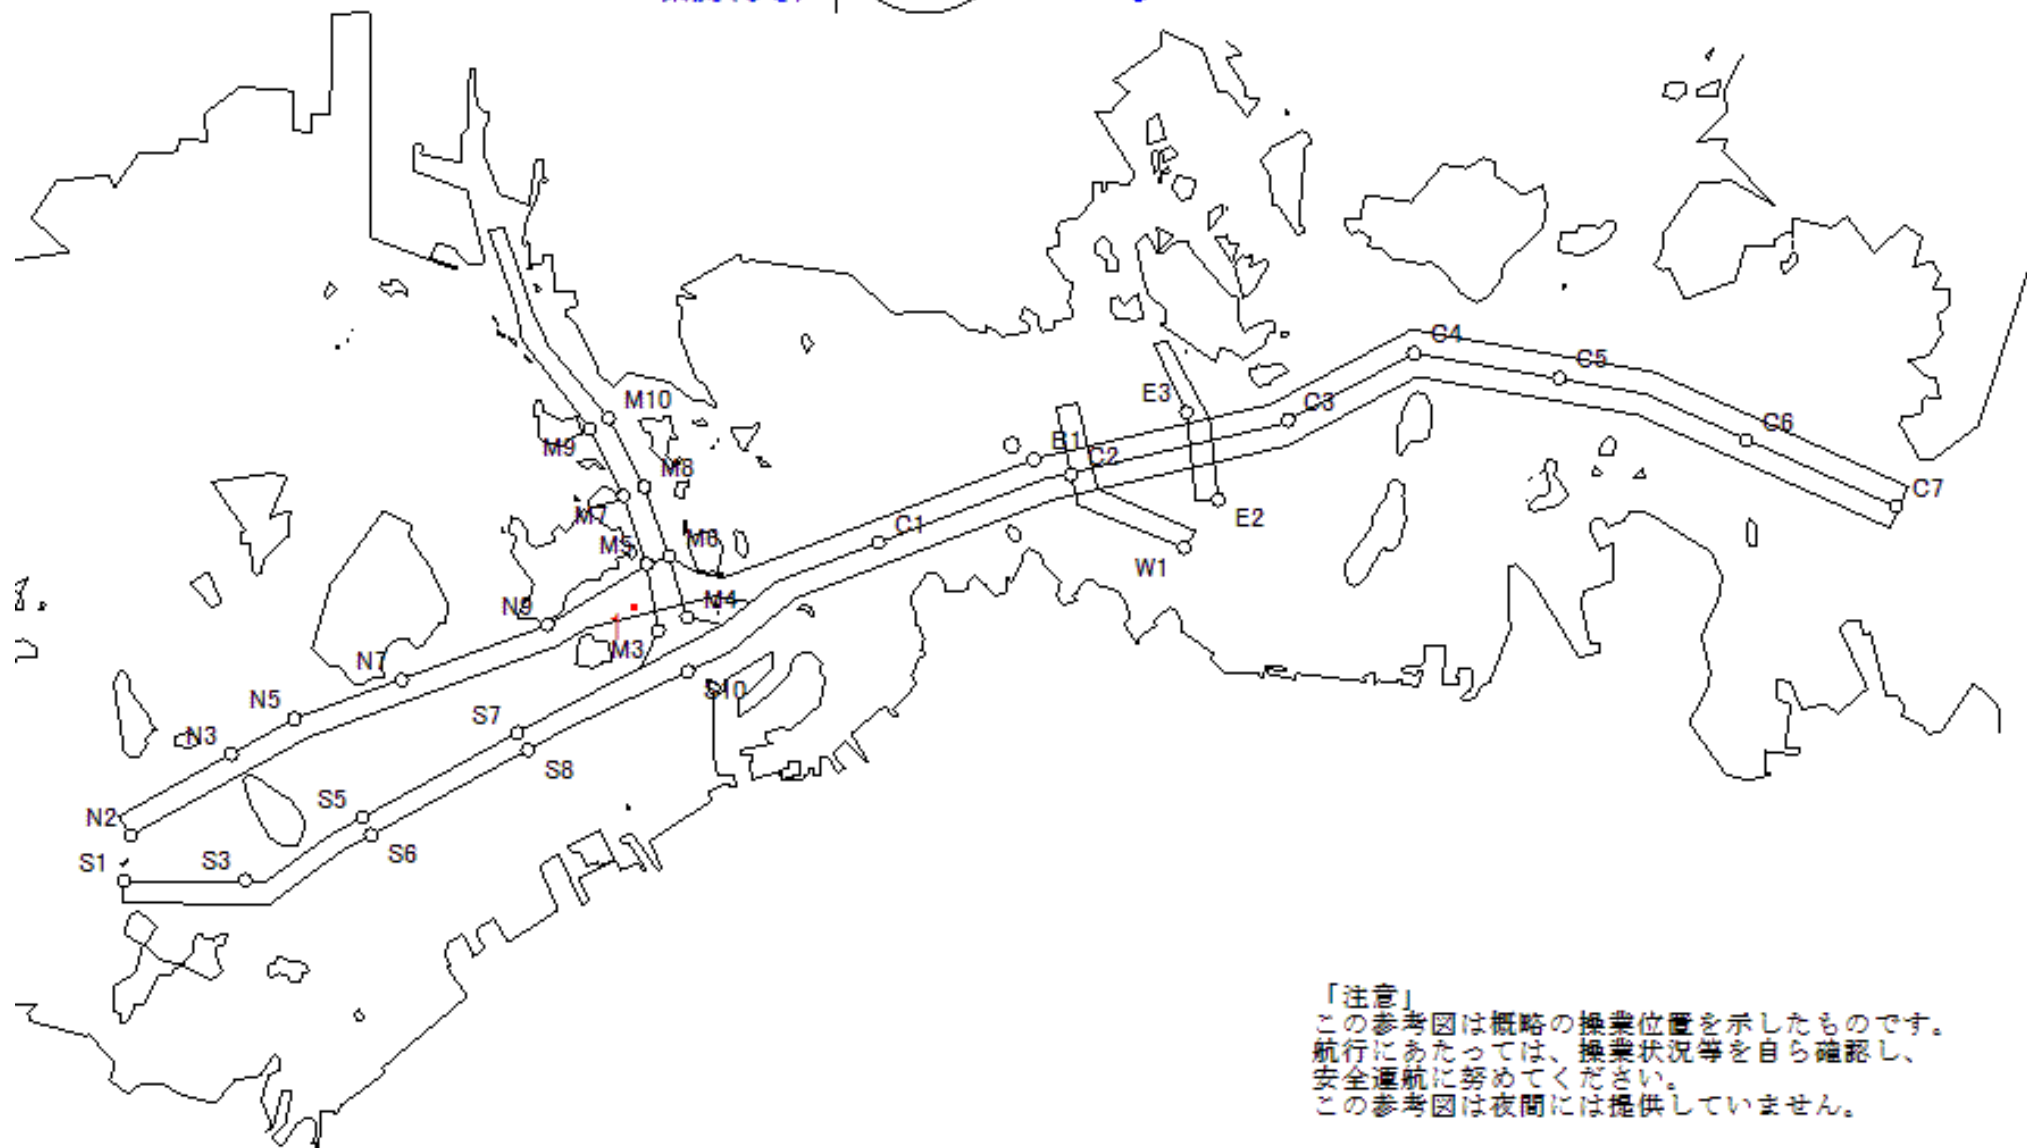 C4
C5
M10
E3
C3
C6
M9
B1
M8
C2
C7
M7
E2
C1
M5
M6
W1
N9
M4
M3
N7
S10
N5
S7
N3
S8
S5
N2
S6
S1
S3
「注意」
この参考図は概略の操業位置を示したものです。
航行にあたっては、操業状況等を自ら確認し、
安全運航に努めてください。
この参考図は夜間には提供していません。